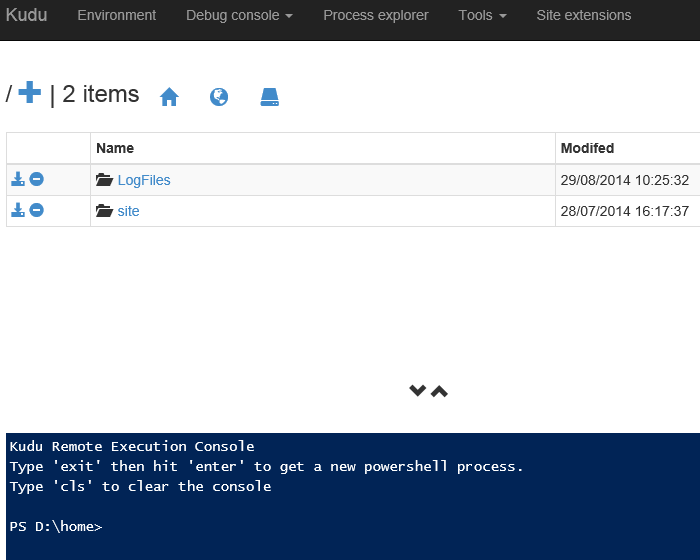 Kudu Environment Debug console Process explorer Tools Site extensions
/ | 2 items
Name Modifed
LogFiles 29/08/2014 10:25:32
site 28/07/2014 16:17:37
Kudu Remote Execution Console
Type 'exit' then hit 'enter' to get a new powershell process.
Type 'cls' to clear the console
PS D:\home>